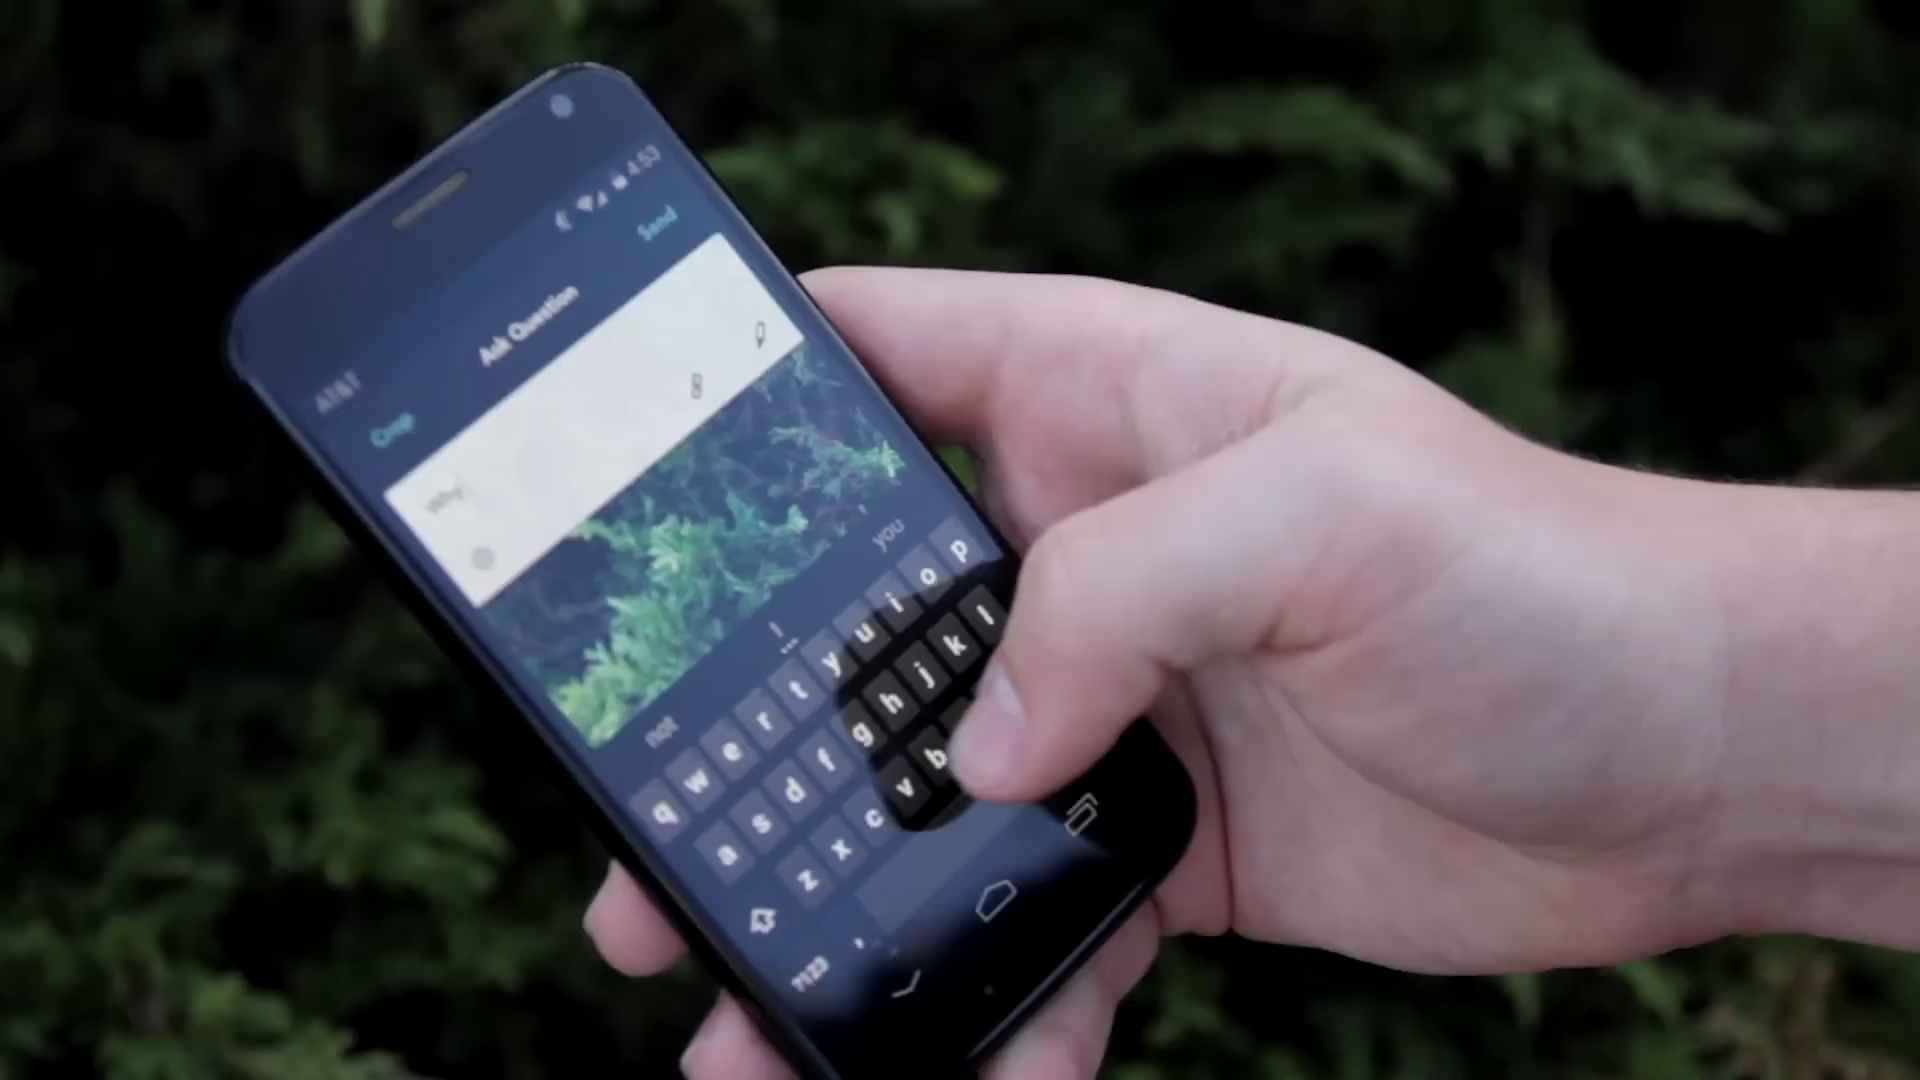 AT&T 4:53
Crop Ask Question Send
Why
not I... you
q w e r t y u i o p
a s d f g h j k l
z x c v b
?123 ,